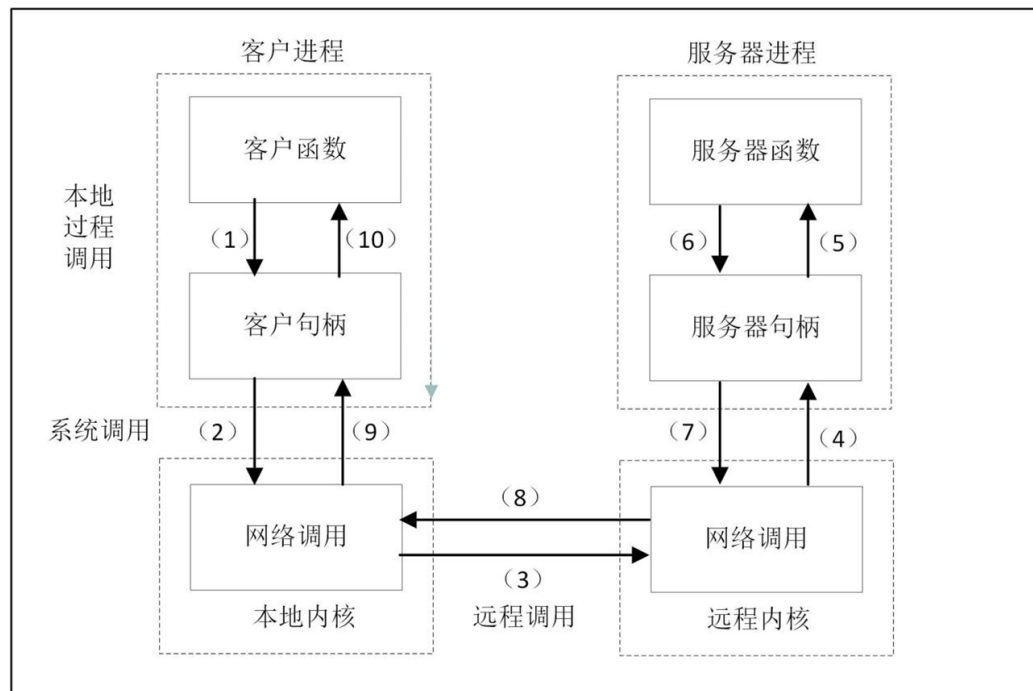 客户进程
服务器进程
客户函数
服务器函数
本地
过程
调用
（1）
（10）
（6）
（5）
客户句柄
服务器句柄
系统调用
（2）
（9）
（7）
（4）
（8）
网络调用
网络调用
（3）
本地内核
远程调用
远程内核